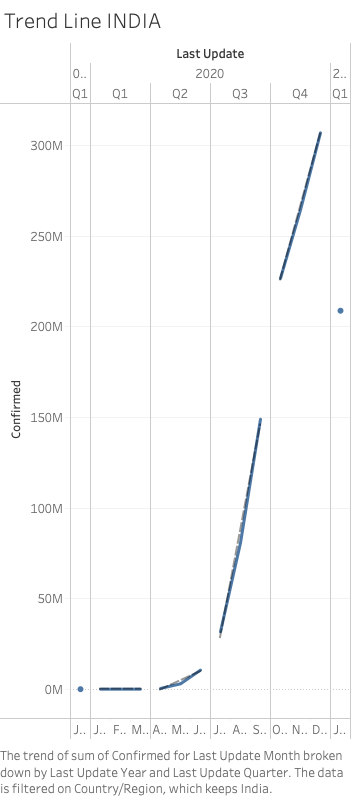 Trend Line INDIA
Last Update
0.. 2020 2..
Q1 Q1 Q2 Q3 Q4 Q1
300M
250M
200M
150M
100M
50M
0M
Confirmed
J.. J.. F.. M.. A.. M.. J.. J.. A.. S.. O.. N.. D.. J..
The trend of sum of Confirmed for Last Update Month broken
down by Last Update Year and Last Update Quarter. The data
is filtered on Country/Region, which keeps India.